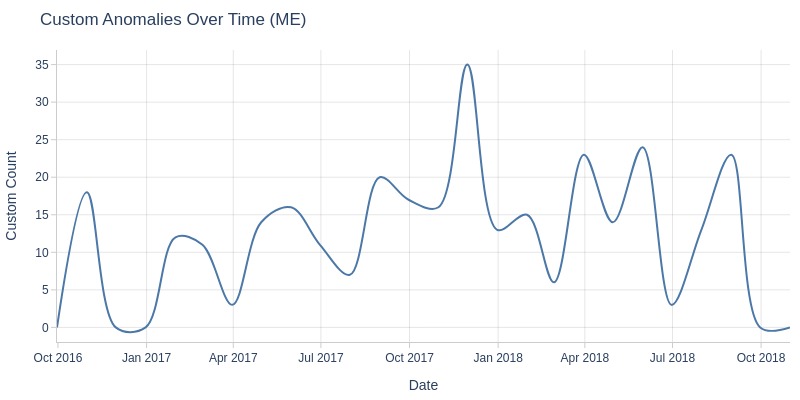 Custom Anomalies Over Time (ME)
Custom Count
35
30
25
20
15
10
5
0
Oct 2016 Jan 2017 Apr 2017 Jul 2017 Oct 2017 Jan 2018 Apr 2018 Jul 2018 Oct 2018
Date